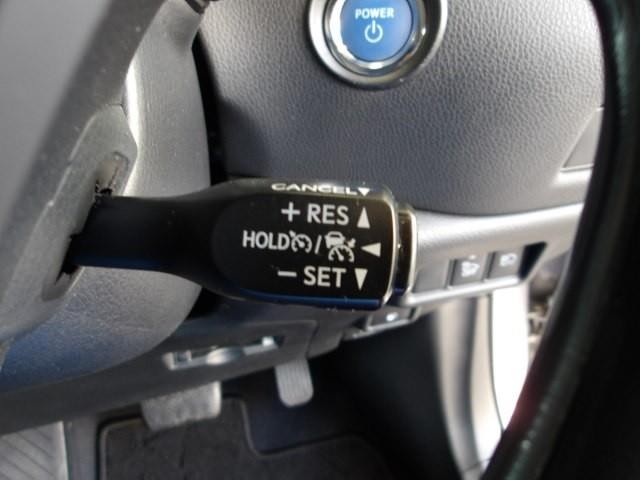 POWER
CANCEL▼
+ RES ▲
HOLD / ◀
− SET ▼